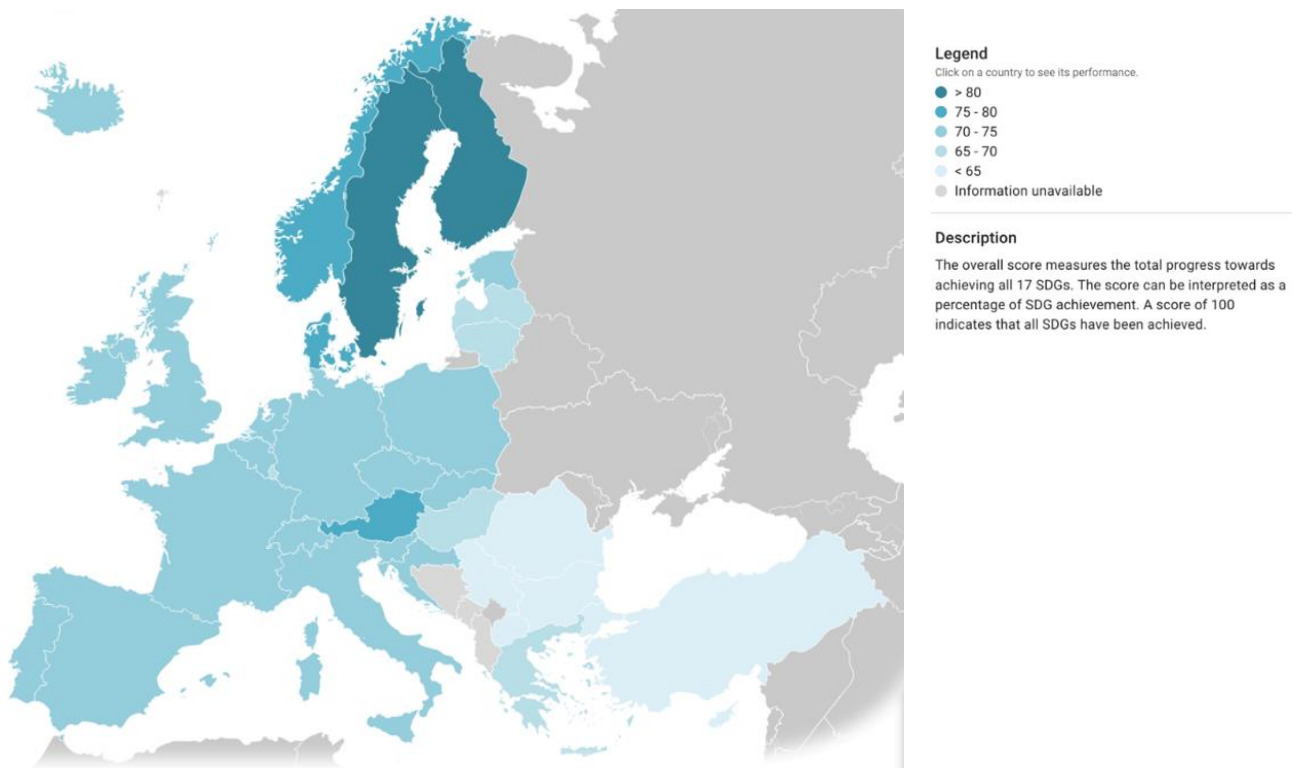 Legend
Click on a country to see its performance.
> 80
75 - 80
70 - 75
65 - 70
< 65
Information unavailable
Description
The overall score measures the total progress towards
achieving all 17 SDGs. The score can be interpreted as a
percentage of SDG achievement. A score of 100
indicates that all SDGs have been achieved.